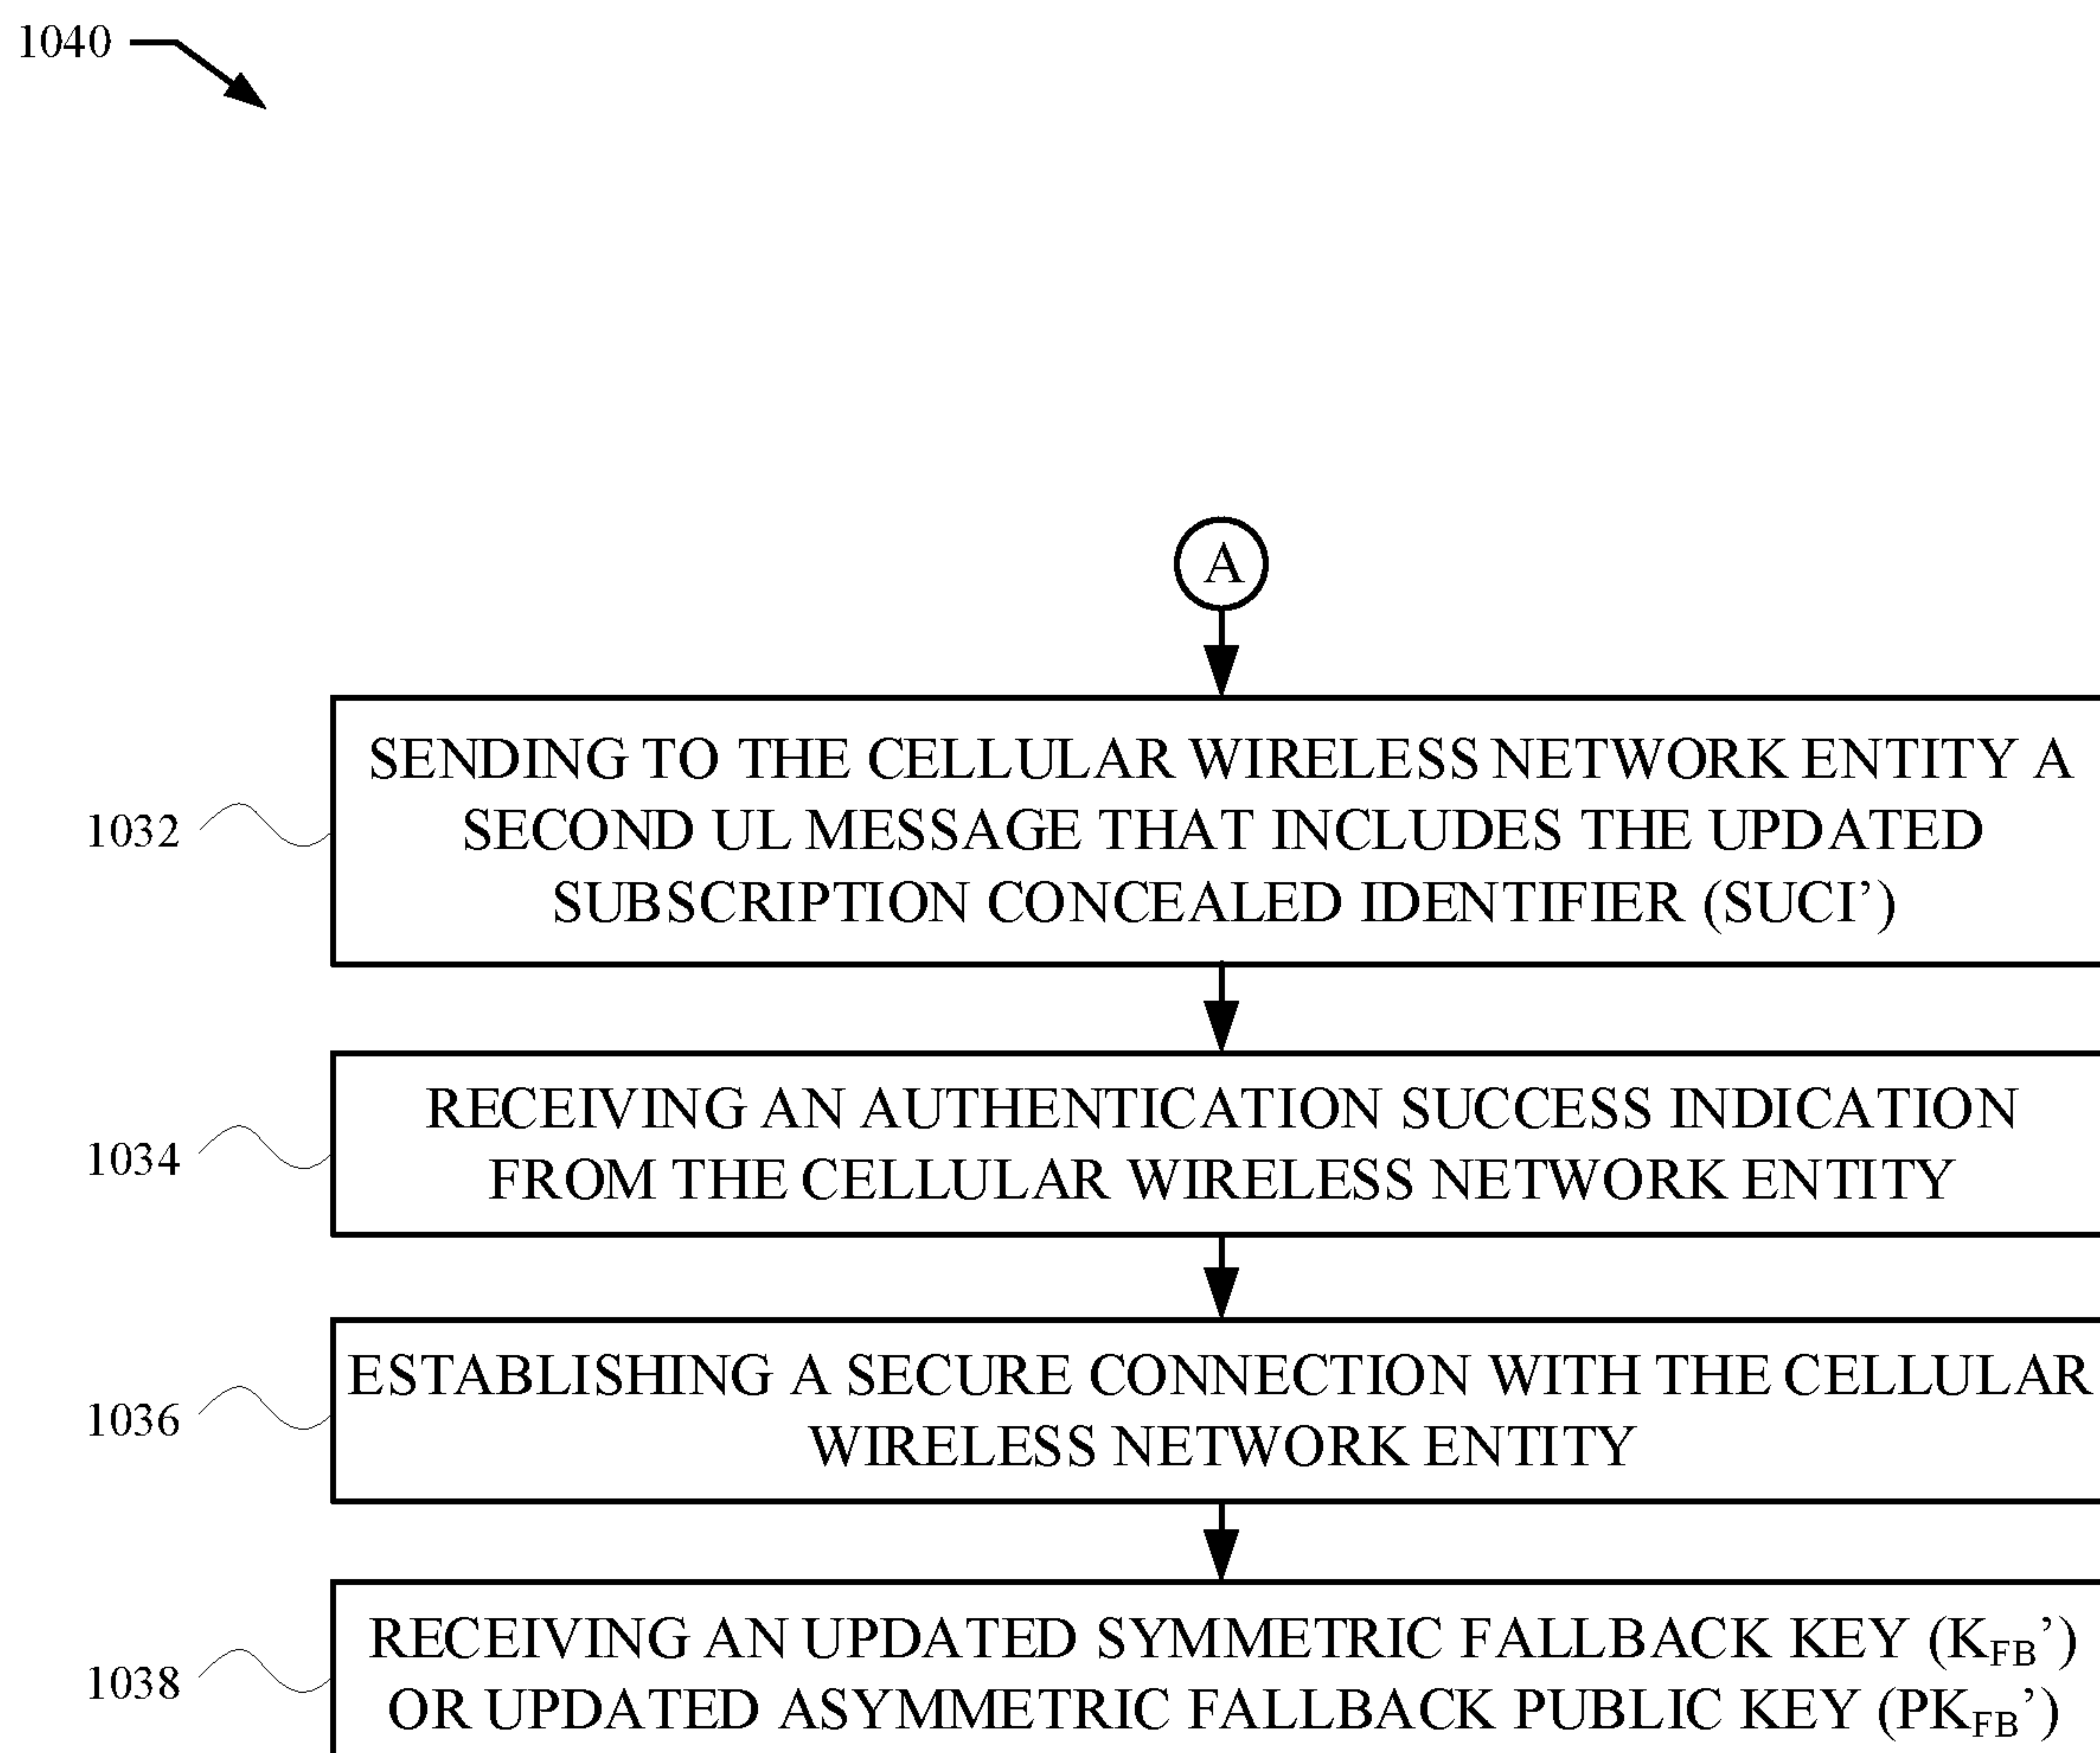 1040
A
SENDING TO THE CELLULAR WIRELESS NETWORK ENTITY A
SECOND UL MESSAGE THAT INCLUDES THE UPDATED
SUBSCRIPTION CONCEALED IDENTIFIER (SUCI’)
1032
RECEIVING AN AUTHENTICATION SUCCESS INDICATION
FROM THE CELLULAR WIRELESS NETWORK ENTITY
1034
ESTABLISHING A SECURE CONNECTION WITH THE CELLULAR
WIRELESS NETWORK ENTITY
1036
RECEIVING AN UPDATED SYMMETRIC FALLBACK KEY (KFB’)
OR UPDATED ASYMMETRIC FALLBACK PUBLIC KEY (PKFB’)
1038